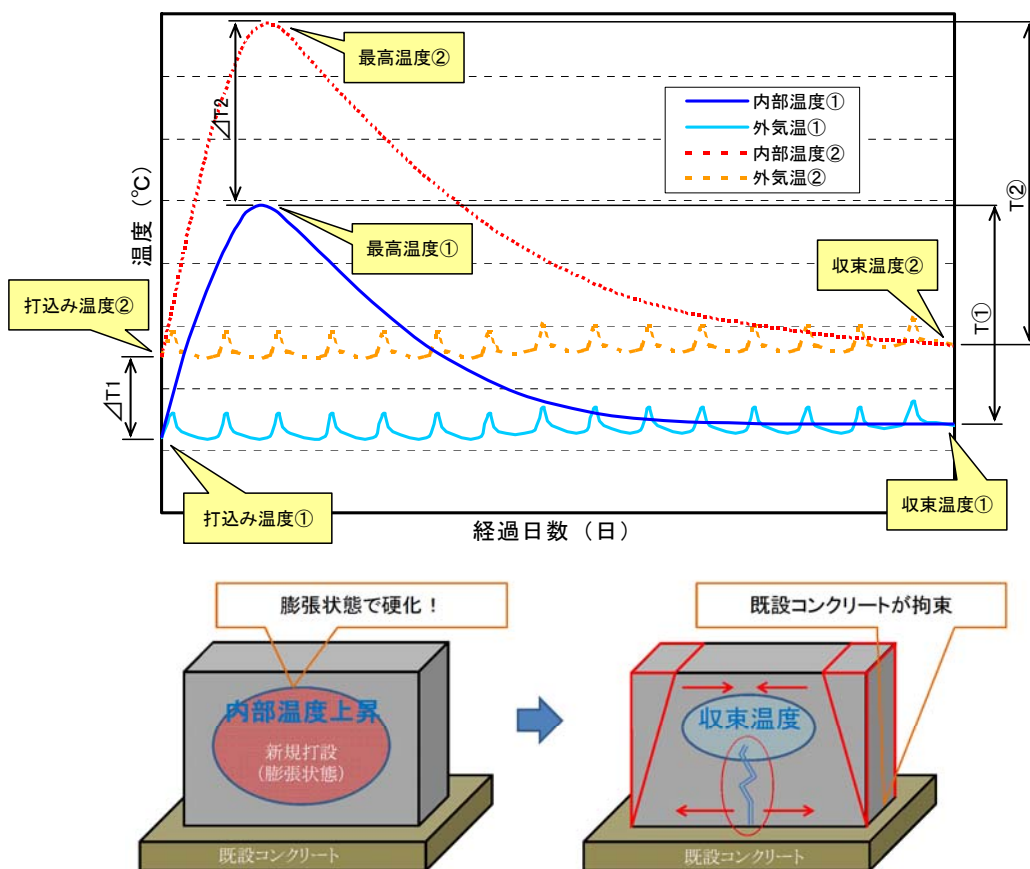 最高温度②
⊿T2
内部温度①
外気温①
内部温度②
外気温②
T②
温度（℃）
最高温度①
収束温度②
打込み温度②
T①
⊿T1
打込み温度①
収束温度①
経過日数（日）
膨張状態で硬化！
既設コンクリートが拘束
内部温度上昇
新規打設
(膨張状態)
収束温度
既設コンクリート
既設コンクリート